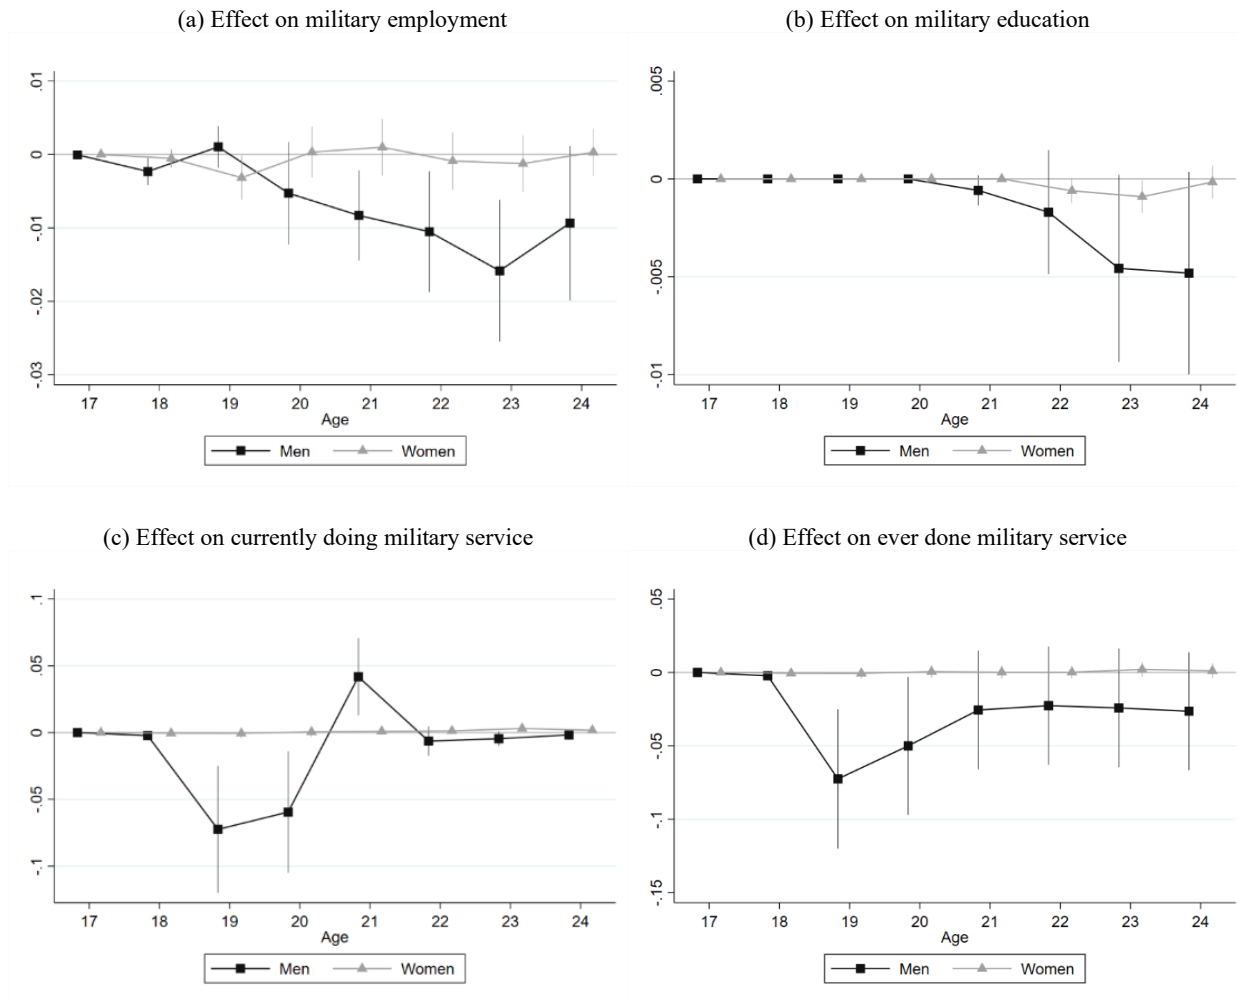 (a) Effect on military employment
.01
0
-.01
-.02
-.03
17 18 19 20 21 22 23 24
Age
Men Women
(b) Effect on military education
.005
0
-.005
-.01
17 18 19 20 21 22 23 24
Age
Men Women
(c) Effect on currently doing military service
.1
.05
0
-.05
-.1
17 18 19 20 21 22 23 24
Age
Men Women
(d) Effect on ever done military service
.05
0
-.05
-.1
-.15
17 18 19 20 21 22 23 24
Age
Men Women